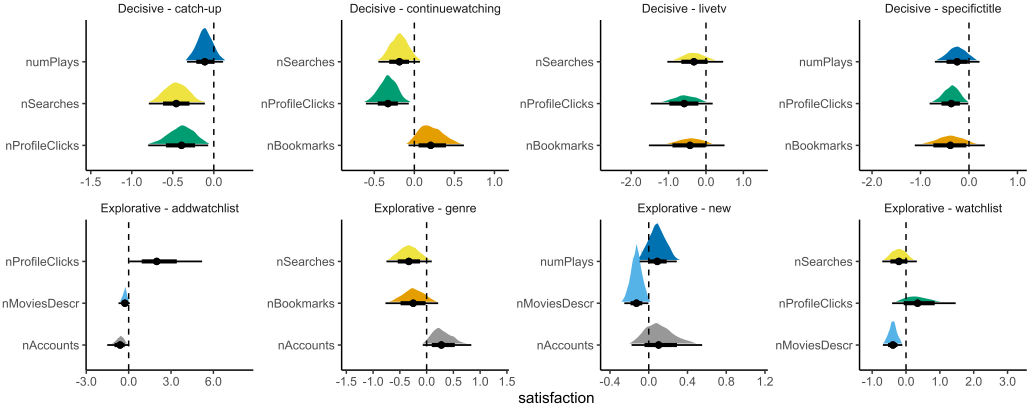 Decisive - catch-up
Decisive - continuewatching
Decisive - livetv
Decisive - specifictitle
numPlays
nSearches
nProfileClicks
-1.5 -1.0 -0.5 0.0
nSearches
nProfileClicks
nBookmarks
-0.5 0.0 0.5 1.0
nSearches
nProfileClicks
nBookmarks
-2.0 -1.0 0.0 1.0
numPlays
nProfileClicks
nBookmarks
-2.0 -1.0 0.0 1.0
Explorative - addwatchlist
Explorative - genre
Explorative - new
Explorative - watchlist
nProfileClicks
nMoviesDescr
nAccounts
-3.0 0.0 3.0 6.0
nSearches
nBookmarks
nAccounts
-1.5 -1.0 -0.5 0.0 0.5 1.0 1.5
numPlays
nMoviesDescr
nAccounts
-0.4 0.0 0.4 0.8 1.2
nSearches
nProfileClicks
nMoviesDescr
-1.0 0.0 1.0 2.0 3.0
satisfaction